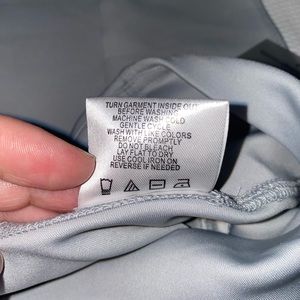 TURN GARMENT INSIDE OUT
BEFORE WASHING
MACHINE WASH COLD
GENTLE CYCLE
WASH WITH LIKE COLORS
REMOVE PROMPTLY
DO NOT BLEACH
LAY FLAT TO DRY
USE COOL IRON ON
REVERSE IF NEEDED